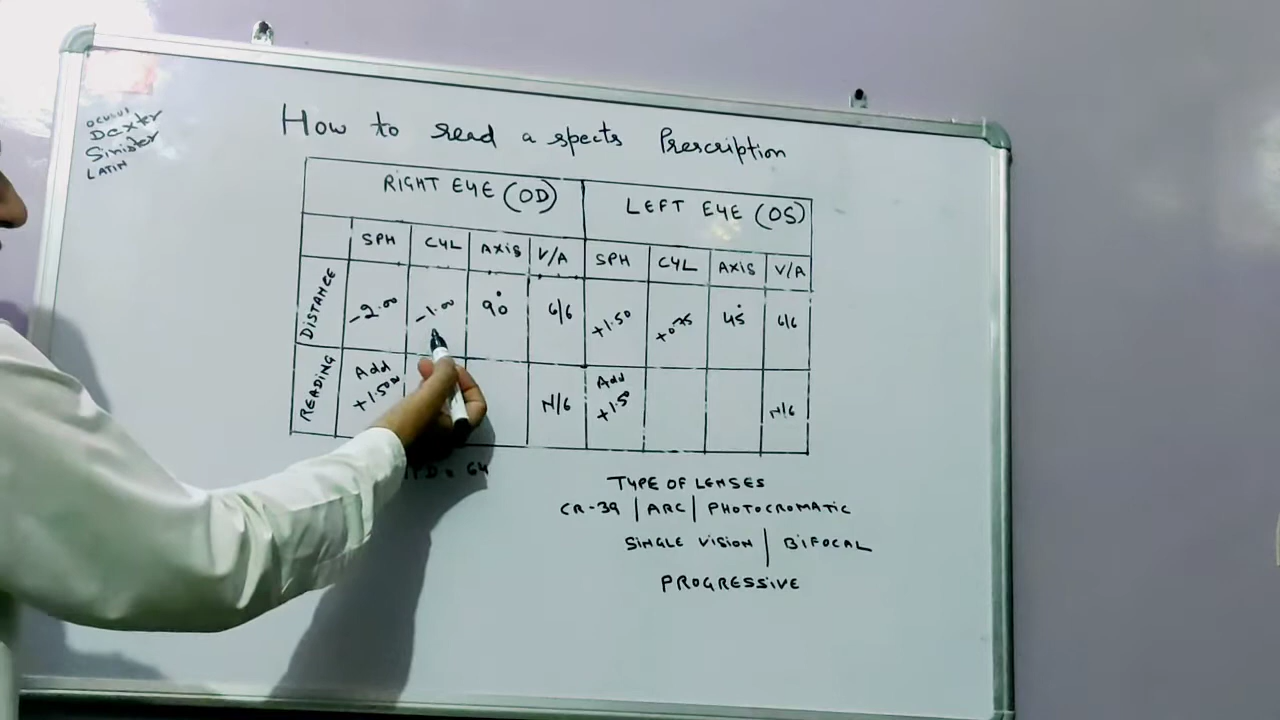 oculus
Dexter
Sinister
LATIN
How to read a spects Prescription
RIGHT EYE (OD) LEFT EYE (OS)
SPH CYL AXIS V/A SPH CYL AXIS V/A
DISTANCE -2.00 -1.00 90° 6/6 +1.50 +0.75 45° 6/6
READING Add +1.50 N/6 Add +1.50 N/6
PD = 64
TYPE OF LENSES
CR-39 | ARC | PHOTOCROMATIC
SINGLE VISION | BIFOCAL
PROGRESSIVE